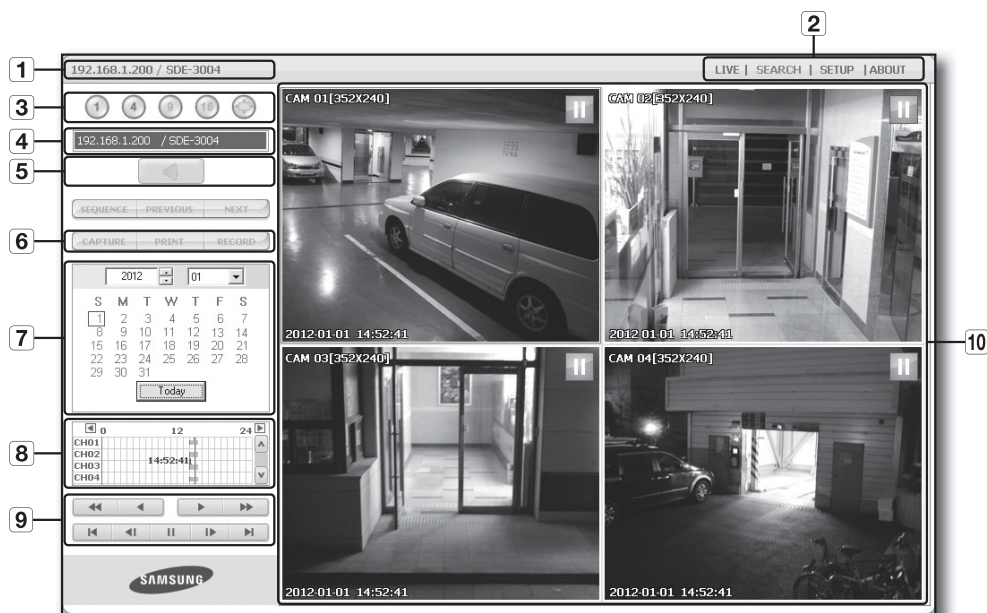 2
1
192.168.1.200 / SDE-3004
LIVE | SEARCH | SETUP | ABOUT
3
1 4 9 16
4
192.168.1.200 / SDE-3004
5
SEQUENCE PREVIOUS NEXT
6
CAPTURE PRINT RECORD
7
2012 01
S M T W T F S
1 2 3 4 5 6 7
8 9 10 11 12 13 14
15 16 17 18 19 20 21
22 23 24 25 26 27 28
29 30 31
Today
8
0 12 24
CH01
CH02
14:52:41
CH03
CH04
9
SAMSUNG
CAM 01[352X240]
2012-01-01 14:52:41
CAM 02[352X240]
2012-01-01 14:52:41
CAM 03[352X240]
2012-01-01 14:52:41
CAM 04[352X240]
2012-01-01 14:52:41
10